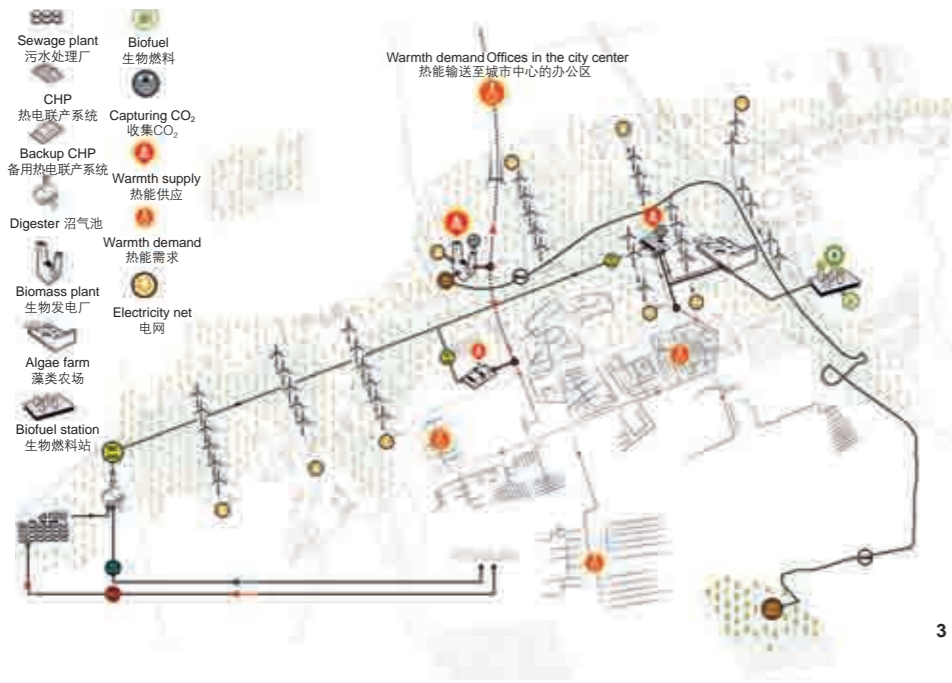 Sewage plant
污水处理厂
CHP
热电联产系统
Backup CHP
备用热电联产系统
Digester 沼气池
Biomass plant
生物发电厂
Algae farm
藻类农场
Biofuel station
生物燃料站
Biofuel
生物燃料
Capturing CO₂
收集CO₂
Warmth supply
热能供应
Warmth demand
热能需求
Electricity net
电网
Warmth demand Offices in the city center
热能输送至城市中心的办公区
3